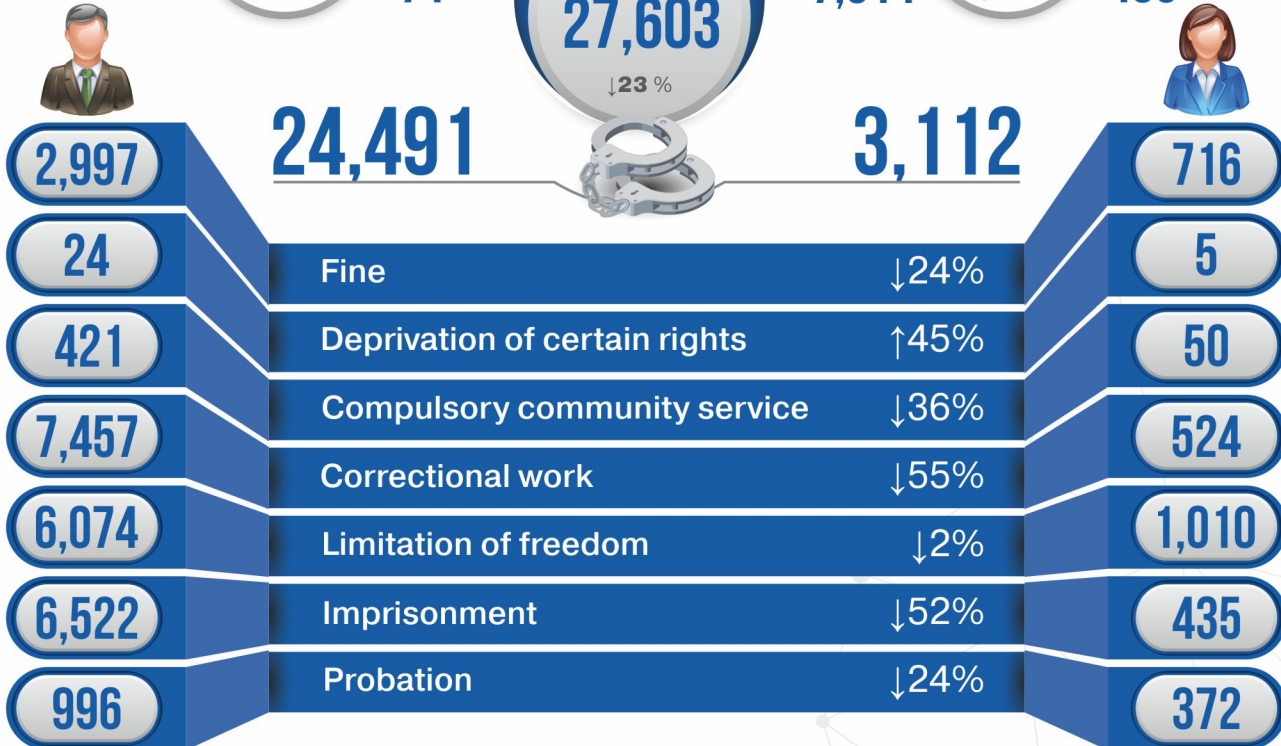 27,603
↓23 %
24,491 3,112
2,997 716
24 5
Fine ↓24%
421 50
Deprivation of certain rights ↑45%
7,457 524
Compulsory community service ↓36%
Correctional work ↓55%
6,074 1,010
Limitation of freedom ↓2%
6,522 435
Imprisonment ↓52%
996 372
Probation ↓24%